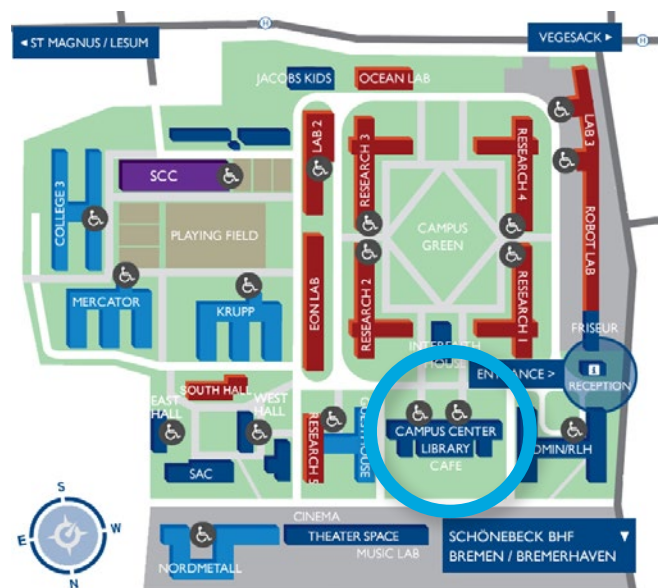 ◄ ST MAGNUS / LESUM
H
VEGESACK ►
H
JACOBS KIDS
OCEAN LAB
LAB 3
LAB 2
RESEARCH 3
RESEARCH 4
SCC
COLLEGE 3
PLAYING FIELD
CAMPUS
GREEN
ROBOT LAB
MERCATOR
KRUPP
EON LAB
RESEARCH 2
RESEARCH 1
FRISEUR
INTERFAITH
HOUSE
ENTRANCE >
i
RECEPTION
SOUTH HALL
EAST
HALL
WEST
HALL
RESEARCH 5
GUESTHOUSE
CAMPUS CENTER
LIBRARY
CAFE
DMIN/RLH
SAC
S
E
W
N
CINEMA
THEATER SPACE
MUSIC LAB
NORDMETALL
SCHÖNEBECK BHF ▼
BREMEN / BREMERHAVEN